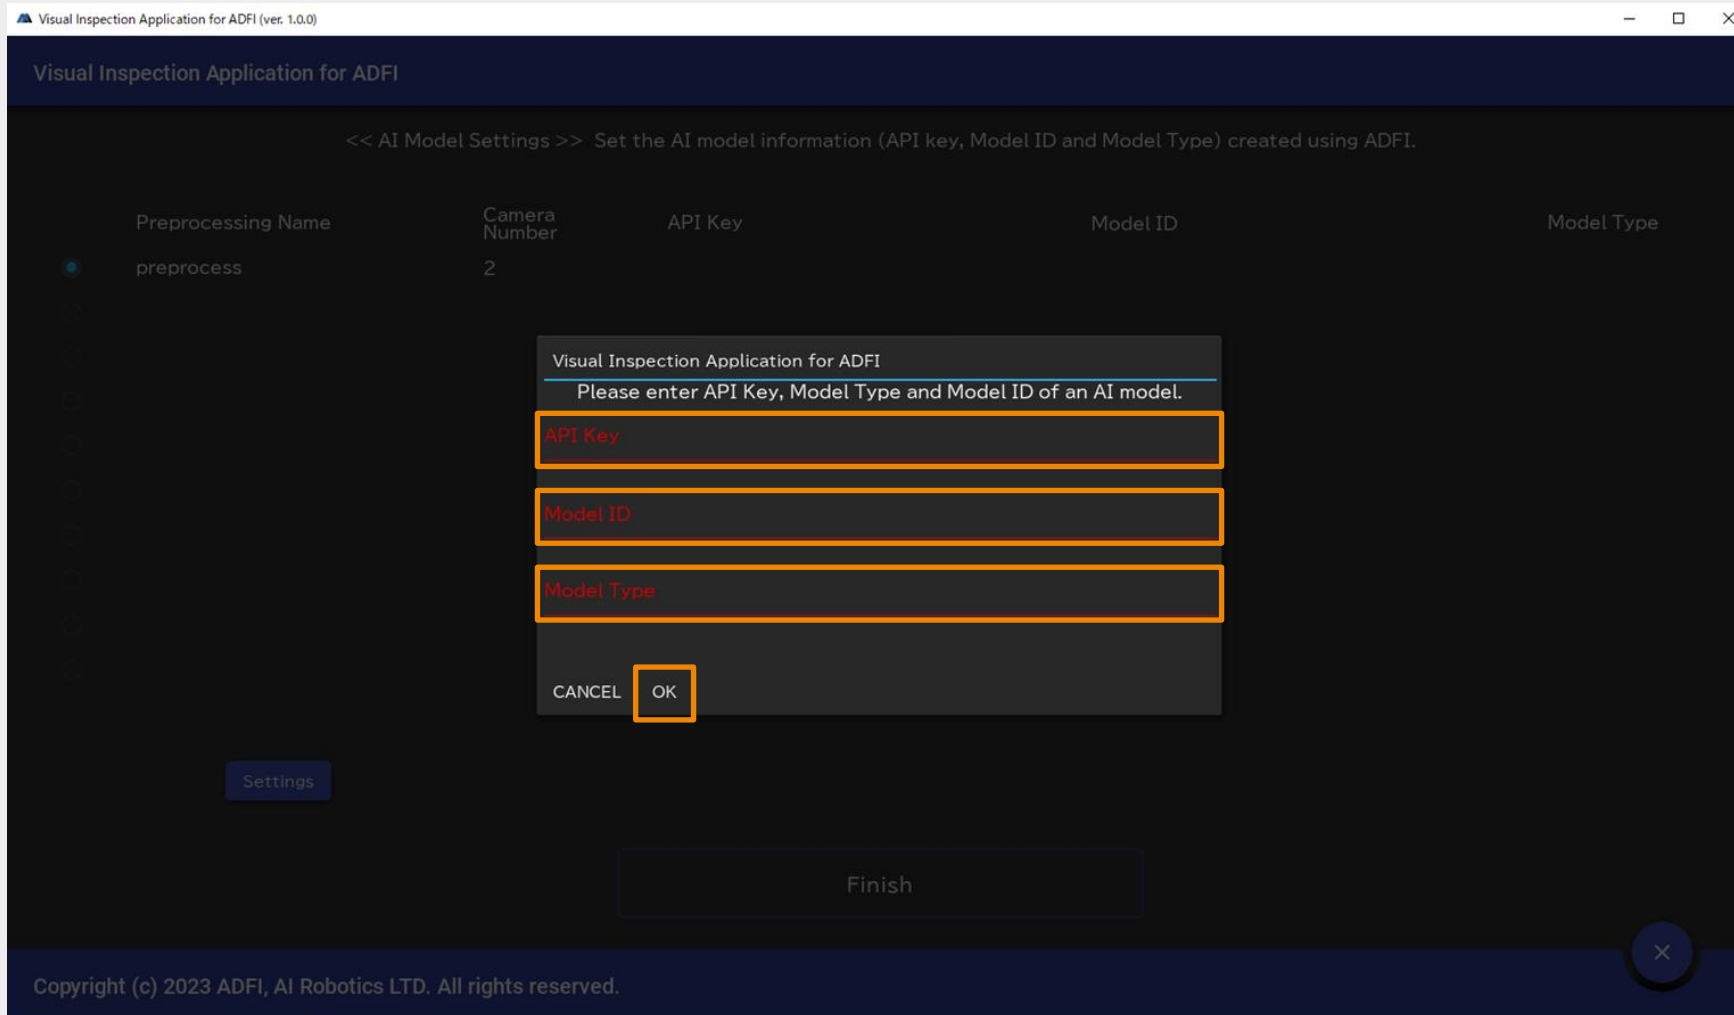 Visual Inspection Application for ADFI (ver. 1.0.0)
Visual Inspection Application for ADFI
<< AI Model Settings >> Set the AI model information (API key, Model ID and Model Type) created using ADFI.
Preprocessing Name
Camera
Number
API Key
Model ID
Model Type
preprocess
2
Visual Inspection Application for ADFI
Please enter API Key, Model Type and Model ID of an AI model.
API Key
Model ID
Model Type
CANCEL
OK
Settings
Finish
Copyright (c) 2023 ADFI, AI Robotics LTD. All rights reserved.